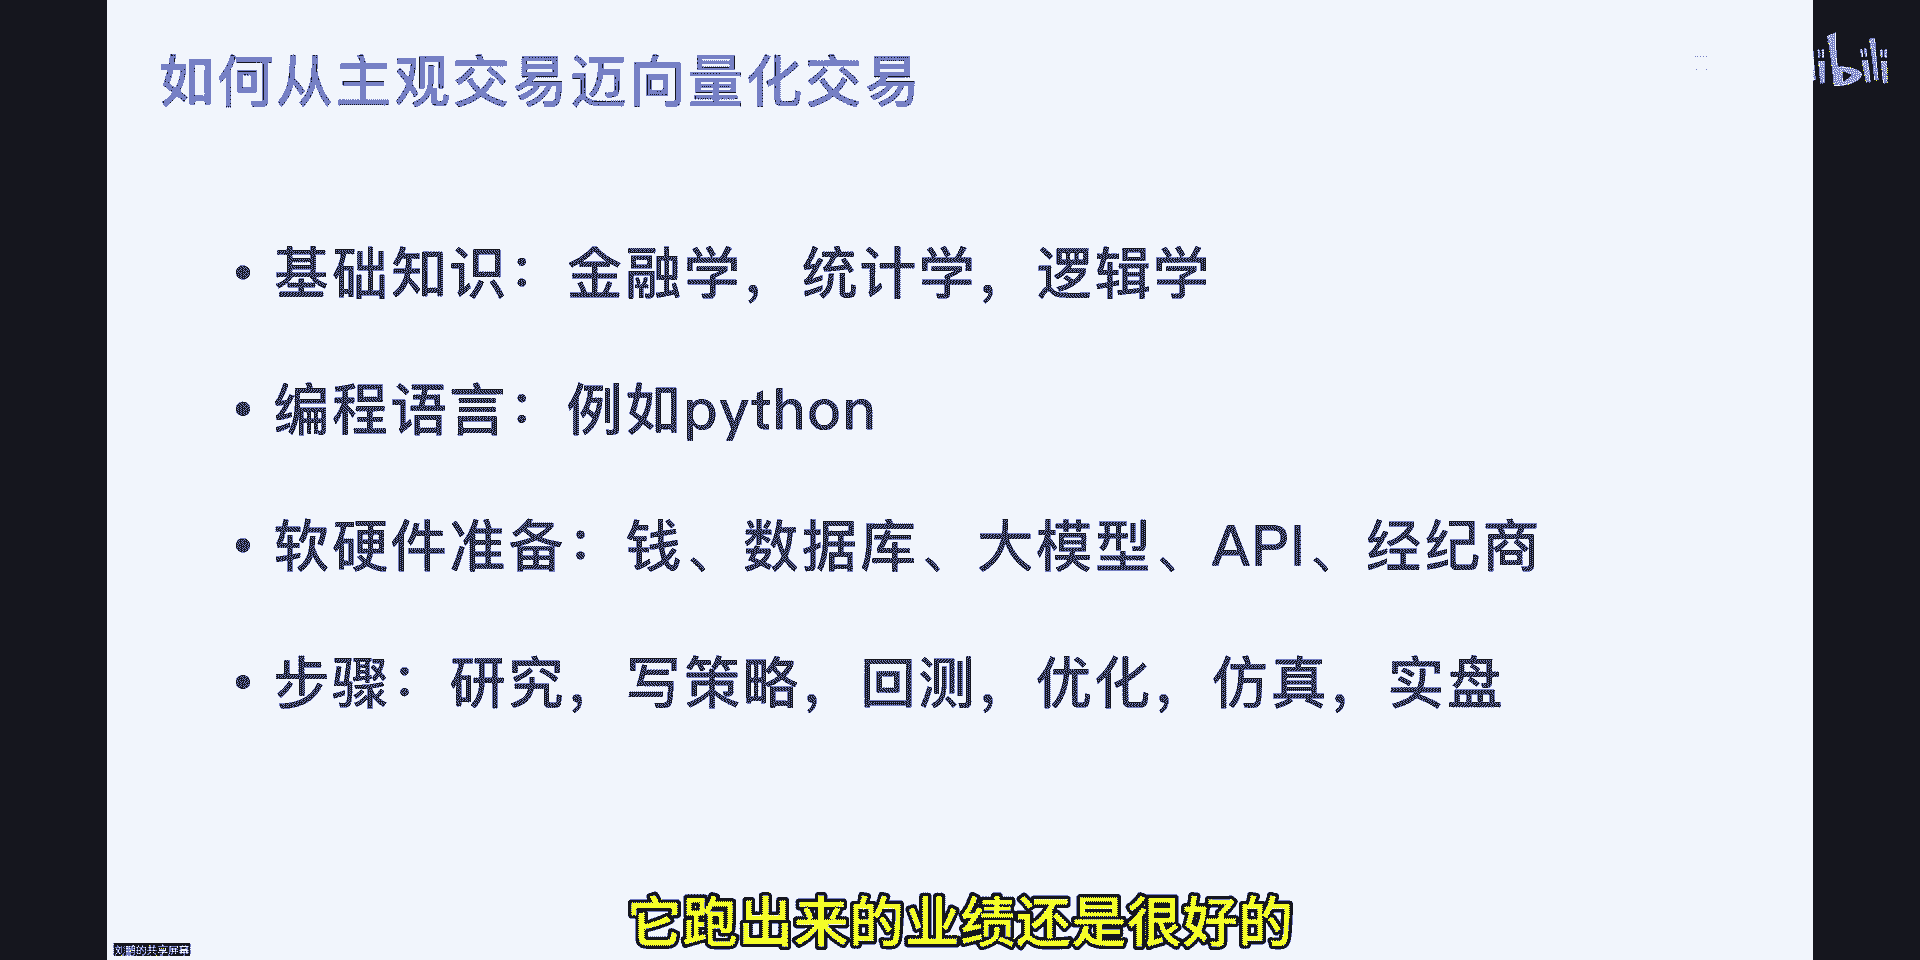 如何从主观交易迈向量化交易
bili
• 基础知识：金融学，统计学，逻辑学
• 编程语言：例如python
• 软硬件准备：钱、数据库、大模型、API、经纪商
• 步骤：研究，写策略，回测，优化，仿真，实盘
它跑出来的业绩还是很好的
刘鹏的共享屏幕